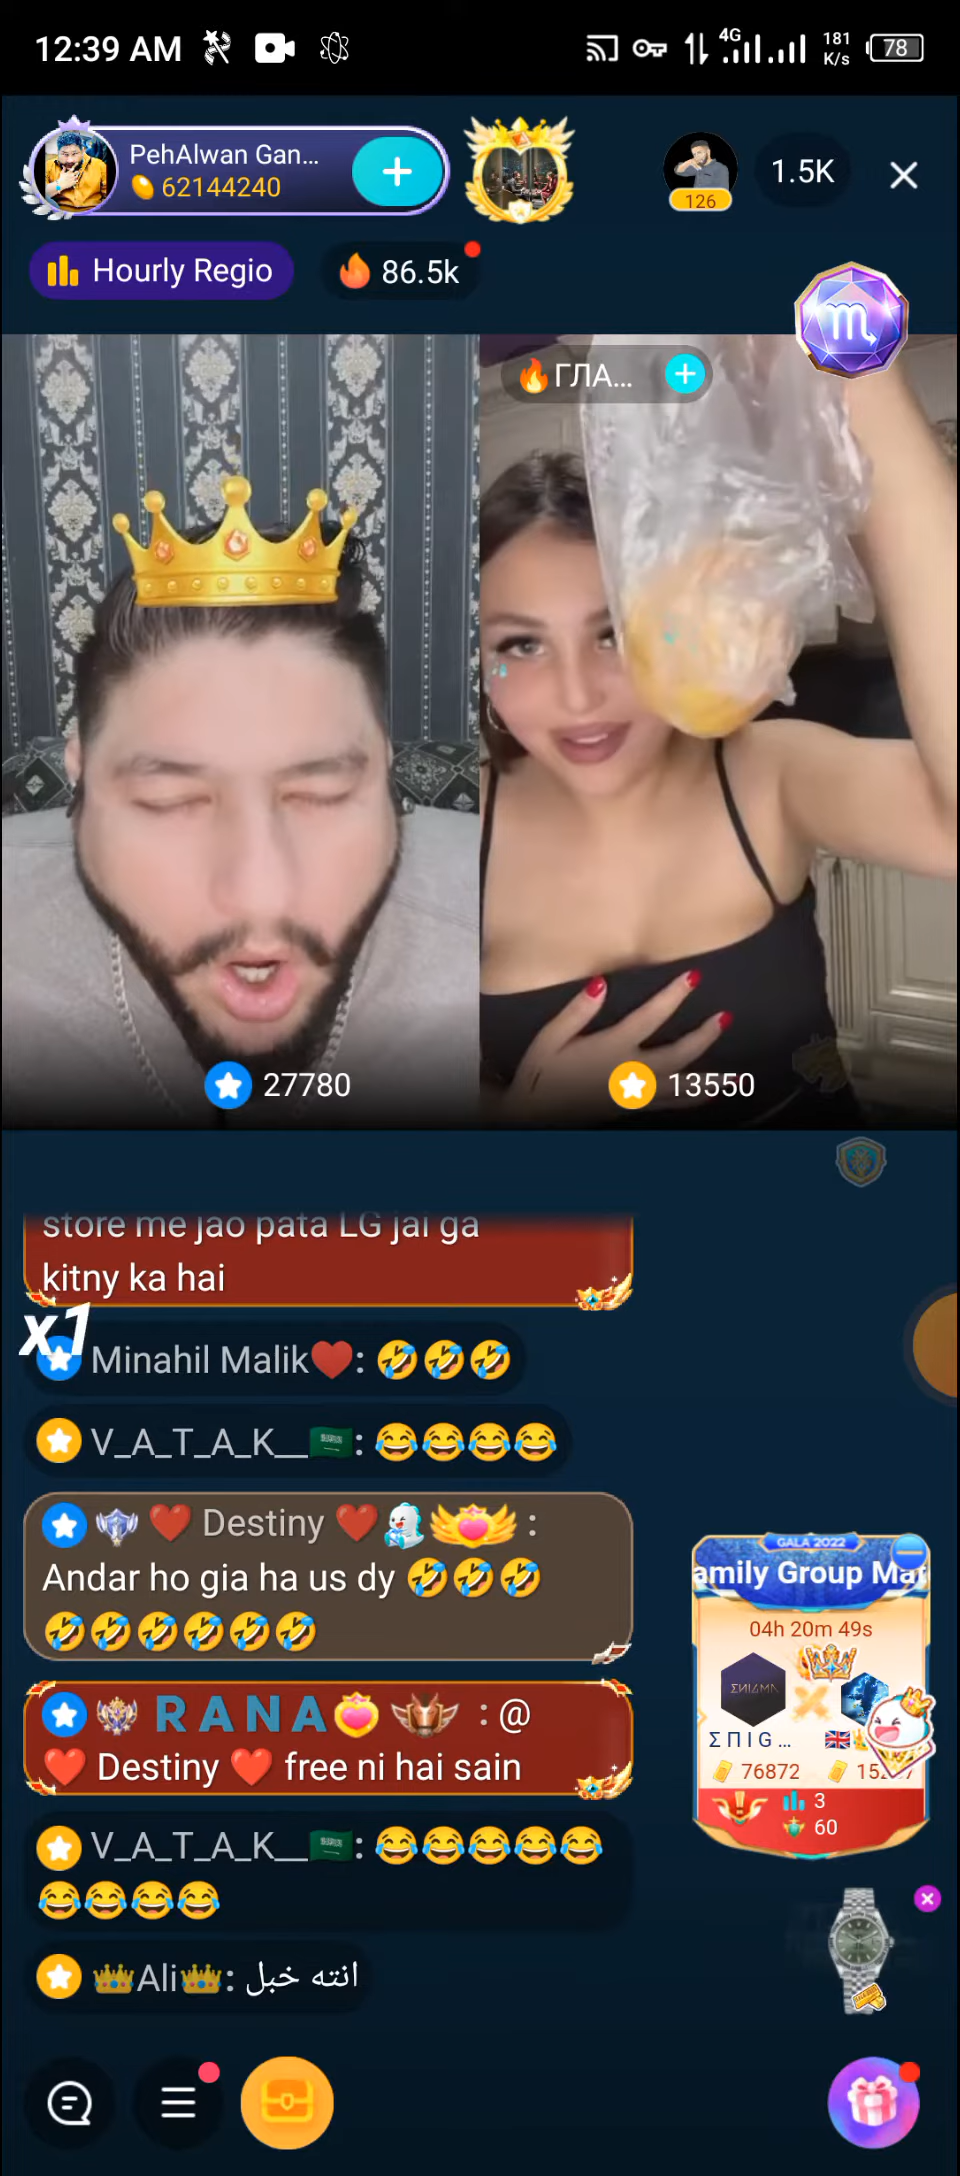 12:39 AM
4G
181
K/s
78
PehAlwan Gan...
62144240
126
1.5K
Hourly Regio
86.5k
ГЛА...
27780
13550
store me jao pata LG jai ga
kitny ka hai
x1
Minahil Malik❤️: 🤣🤣🤣
V_A_T_A_K__🇸🇦: 😂😂😂😂
❤️ Destiny ❤️ :
Andar ho gia ha us dy 🤣🤣🤣
🤣🤣🤣🤣🤣🤣
R A N A : @
❤️ Destiny ❤️ free ni hai sain
V_A_T_A_K__🇸🇦: 😂😂😂😂😂
😂😂😂😂
👑Ali👑: انته خبل
GALA 2022
amily Group Mat
04h 20m 49s
ΣNIGMA
Σ Π I G ...
76872
3
60